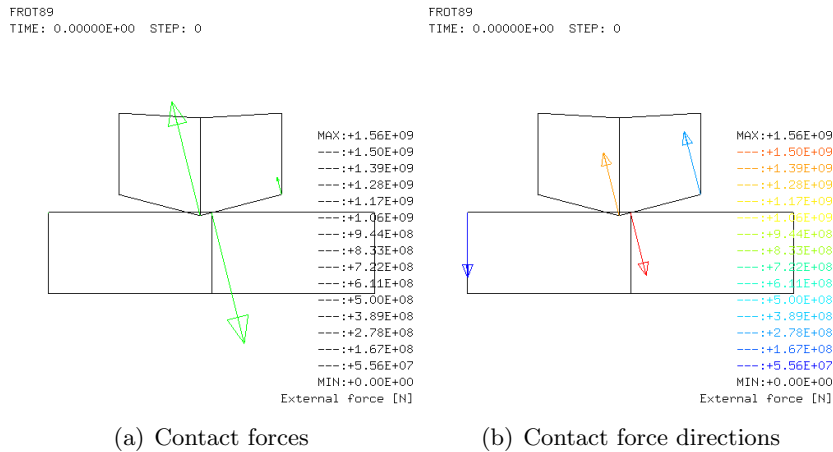 FROT89
TIME: 0.00000E+00 STEP: 0
MAX:+1.56E+09
---:+1.50E+09
---:+1.39E+09
---:+1.28E+09
---:+1.17E+09
---:+1.06E+09
---:+9.44E+08
---:+8.33E+08
---:+7.22E+08
---:+6.11E+08
---:+5.00E+08
---:+3.89E+08
---:+2.78E+08
---:+1.67E+08
---:+5.56E+07
MIN:+0.00E+00
External force [N]
(a) Contact forces
FROT89
TIME: 0.00000E+00 STEP: 0
MAX:+1.56E+09
---:+1.50E+09
---:+1.39E+09
---:+1.28E+09
---:+1.17E+09
---:+1.06E+09
---:+9.44E+08
---:+8.33E+08
---:+7.22E+08
---:+6.11E+08
---:+5.00E+08
---:+3.89E+08
---:+2.78E+08
---:+1.67E+08
---:+5.56E+07
MIN:+0.00E+00
External force [N]
(b) Contact force directions